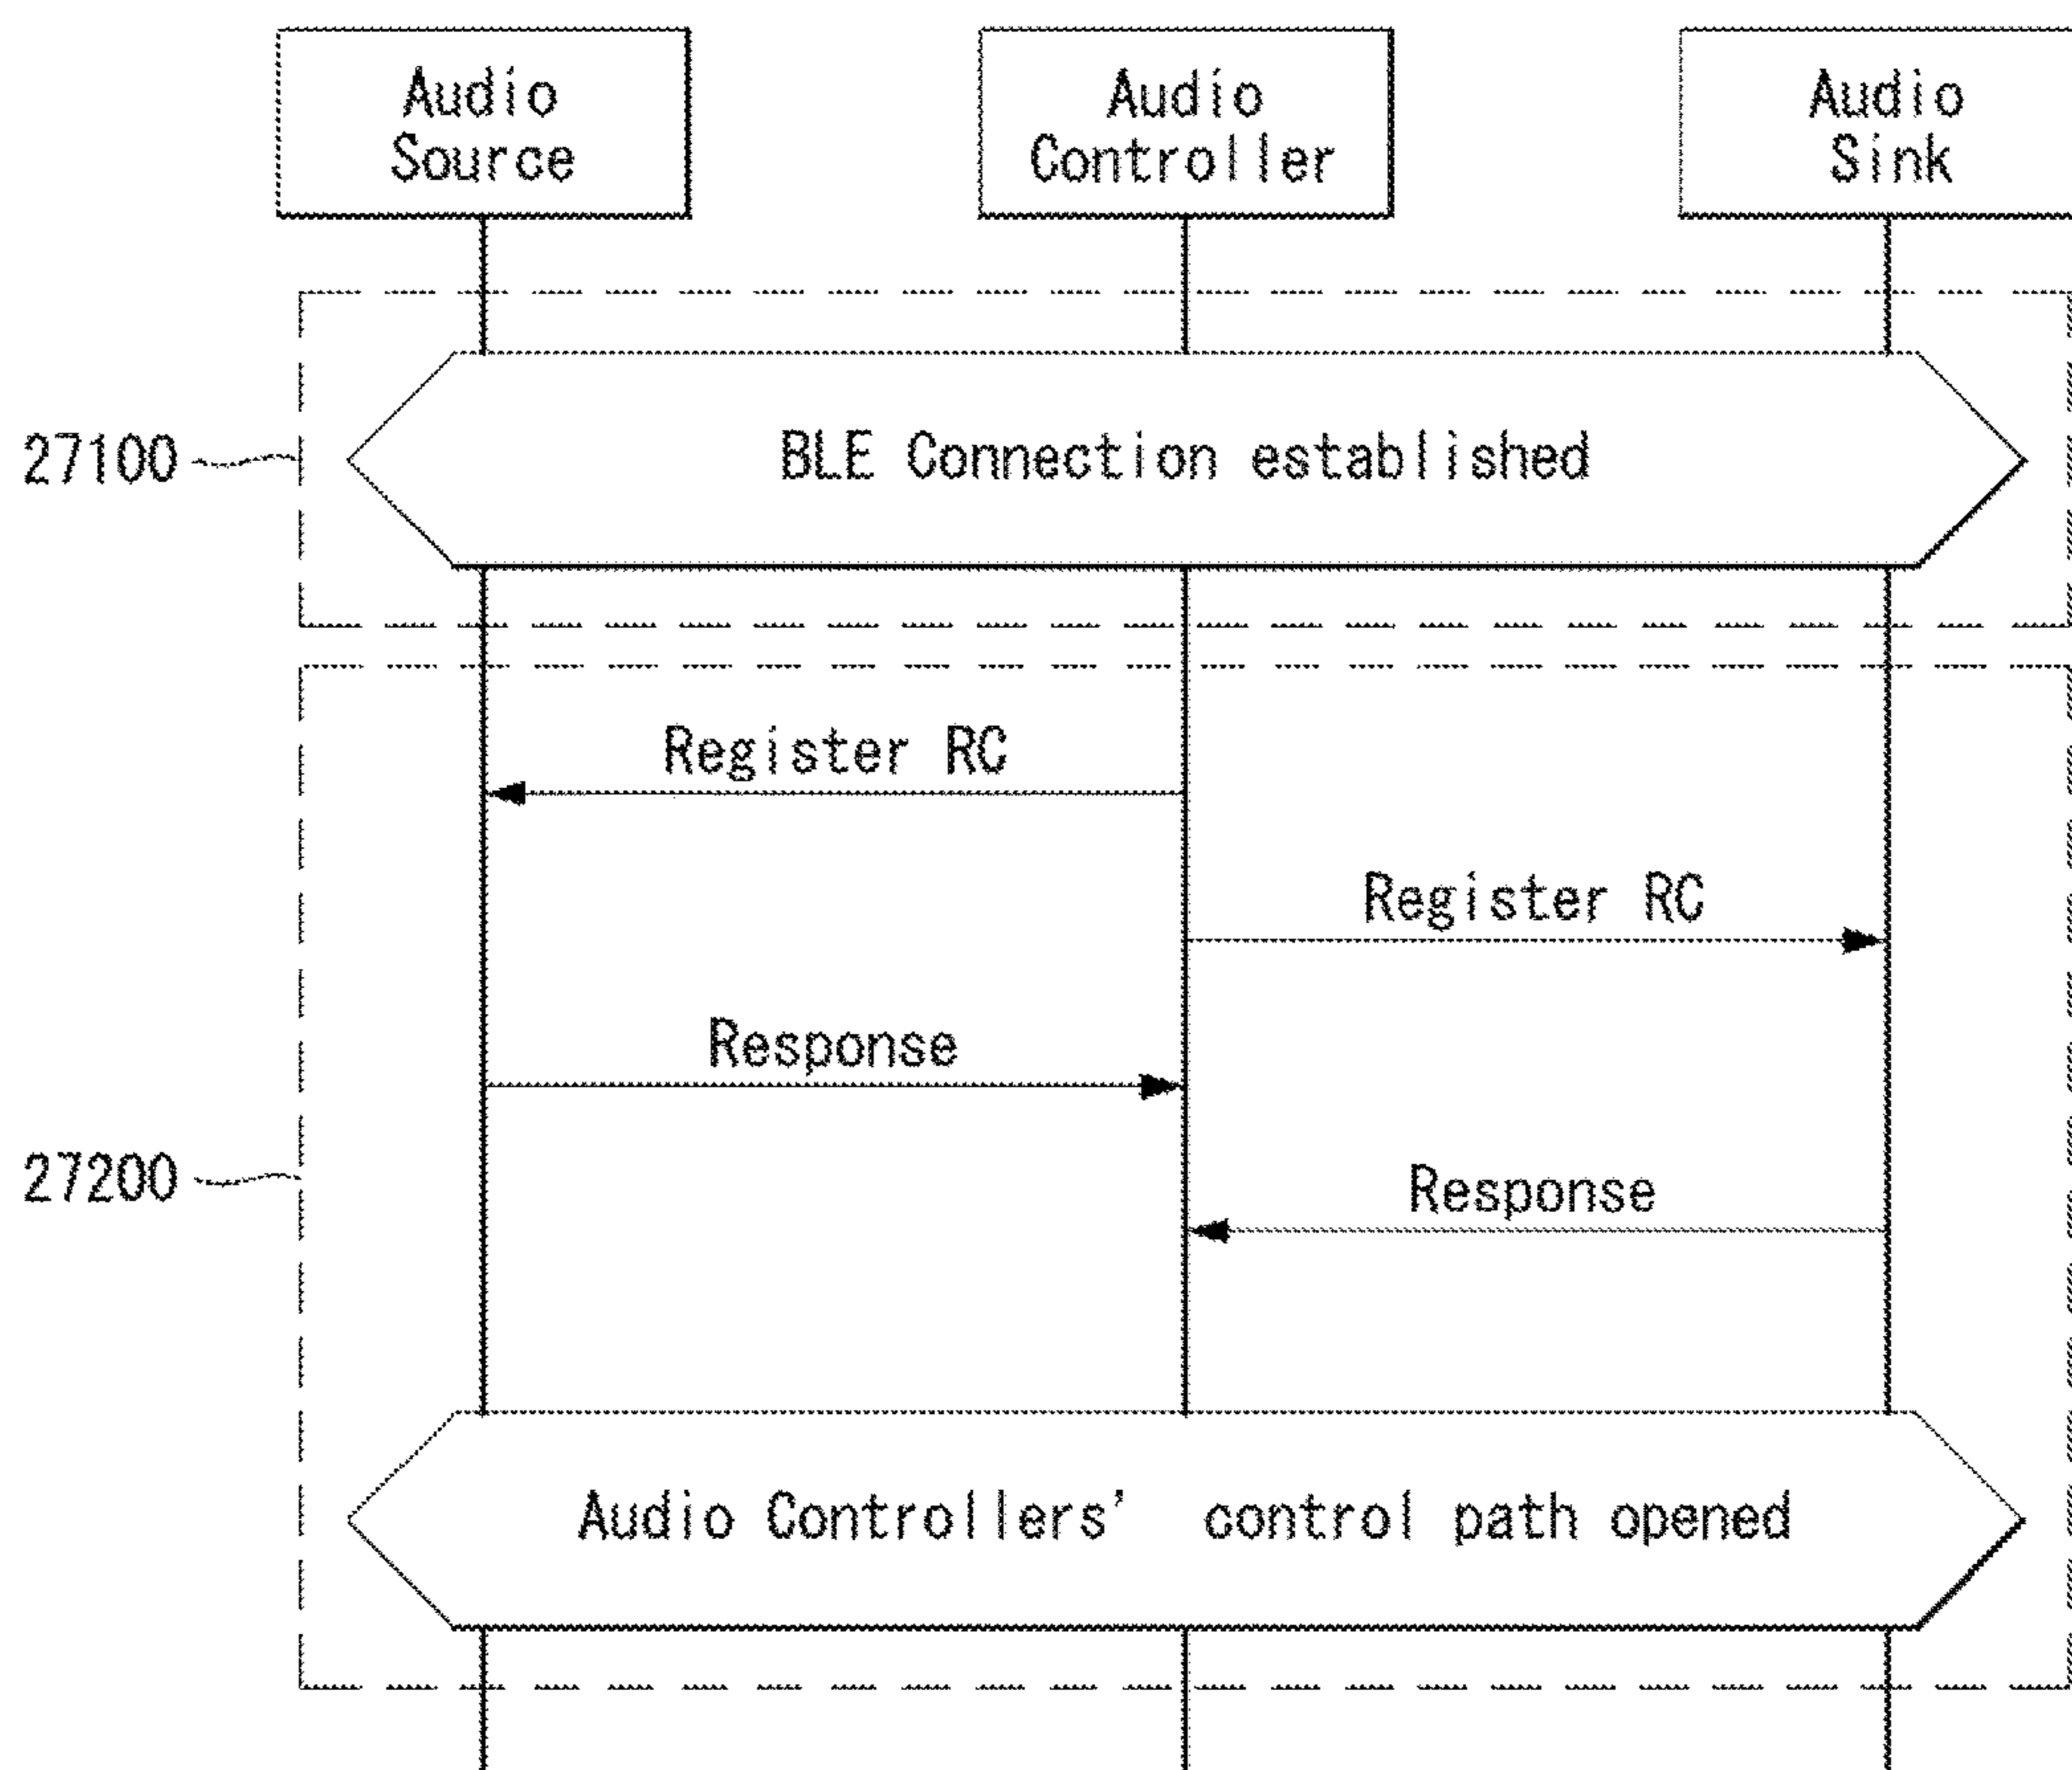 Audio
Source
Audio
Controller
Audio
Sink
27100
BLE Connection established
Register RC
Register RC
Response
27200
Response
Audio Controllers' control path opened